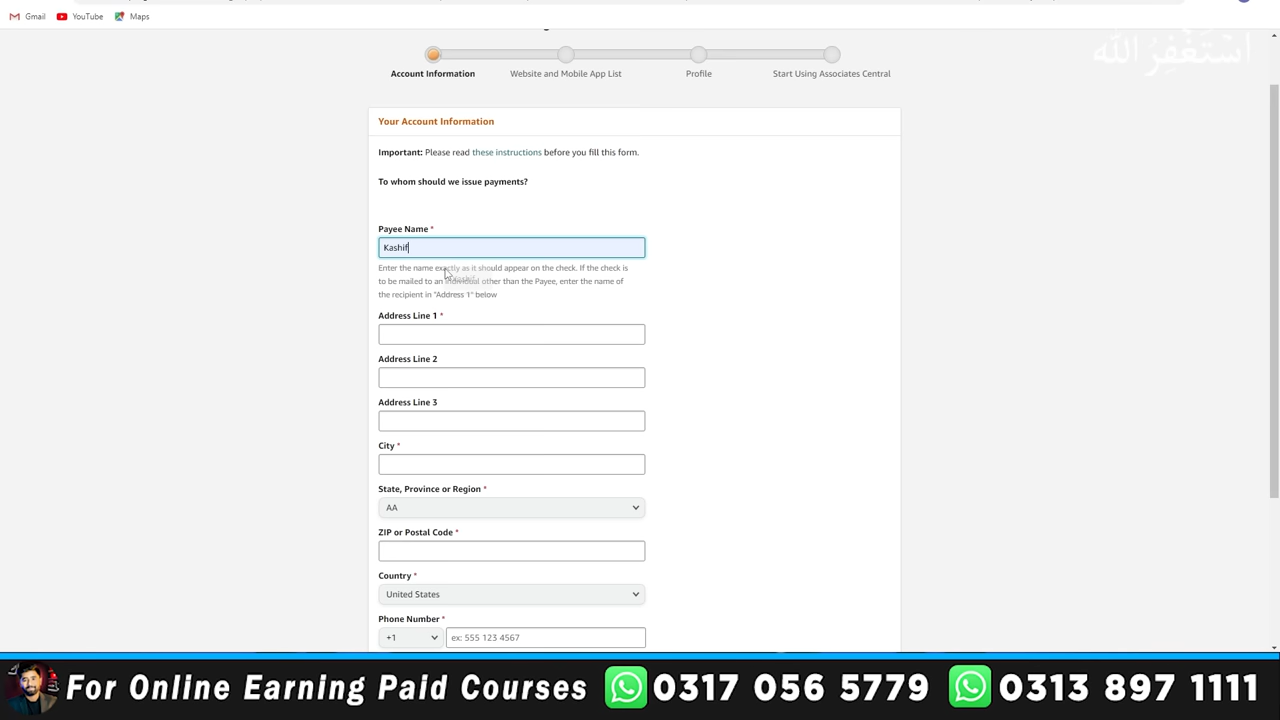 Gmail YouTube Maps
أَسْتَغْفِرُ اللّٰه
Account Information Website and Mobile App List Profile Start Using Associates Central
Your Account Information
Important: Please read these instructions before you fill this form.
To whom should we issue payments?
Payee Name *
Kashif
Enter the name exactly as it should appear on the check. If the check is
to be mailed to an individual other than the Payee, enter the name of
the recipient in "Address 1" below
Address Line 1 *
Address Line 2
Address Line 3
City *
State, Province or Region *
AA
ZIP or Postal Code *
Country *
United States
Phone Number *
+1 ex: 555 123 4567
For Online Earning Paid Courses 0317 056 5779 0313 897 1111